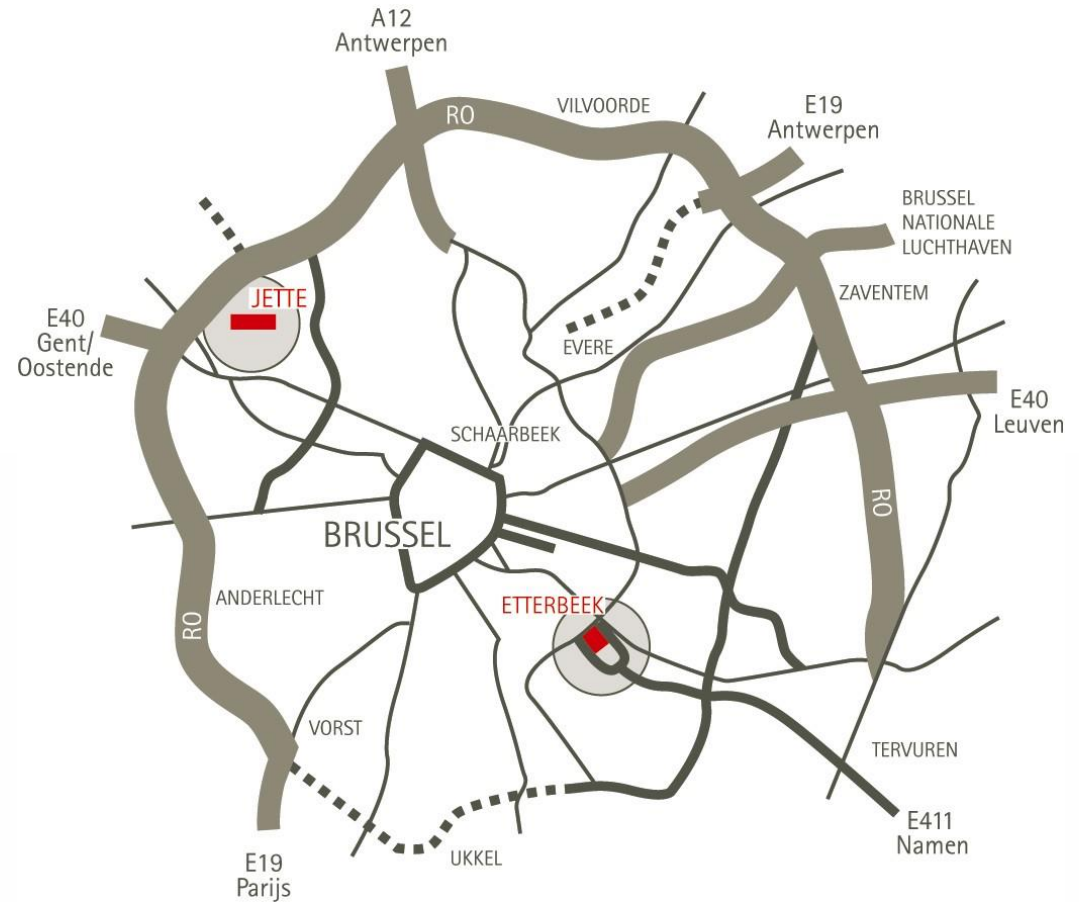 A12
Antwerpen
RO
VILVOORDE
E19
Antwerpen
BRUSSEL
NATIONALE
LUCHTHAVEN
ZAVENTEM
JETTE
E40
Gent/
Oostende
EVERE
E40
Leuven
SCHAARBEEK
RO
BRUSSEL
ETTERBEEK
ANDERLECHT
RO
VORST
TERVUREN
E411
Namen
UKKEL
E19
Parijs